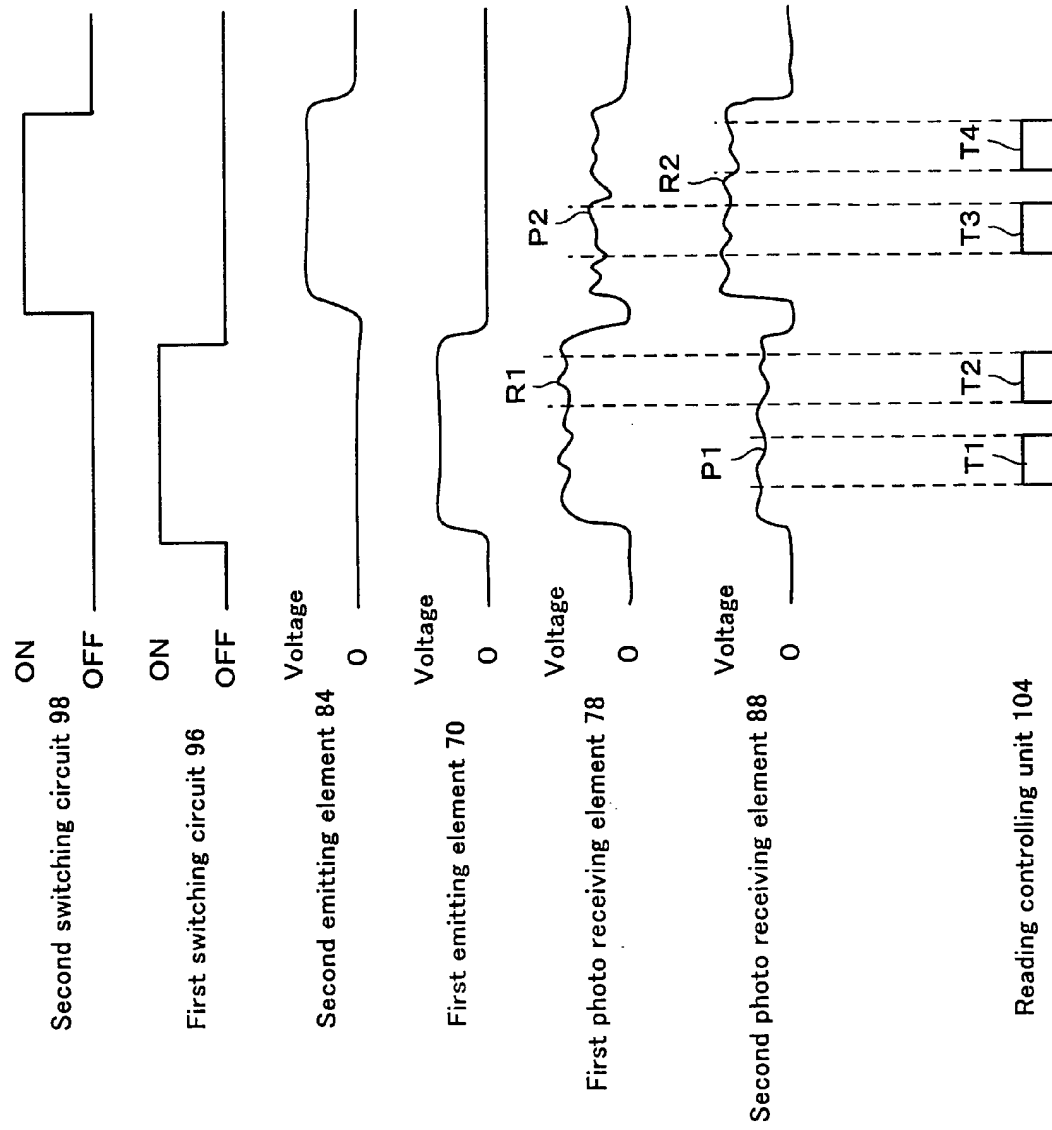 Second switching circuit 98
ON
OFF
First switching circuit 96
ON
OFF
Second emitting element 84
Voltage
0
First emitting element 70
Voltage
0
First photo receiving element 78
Voltage
0
R1
P2
Second photo receiving element 88
Voltage
0
P1
R2
Reading controlling unit 104
T1
T2
T3
T4